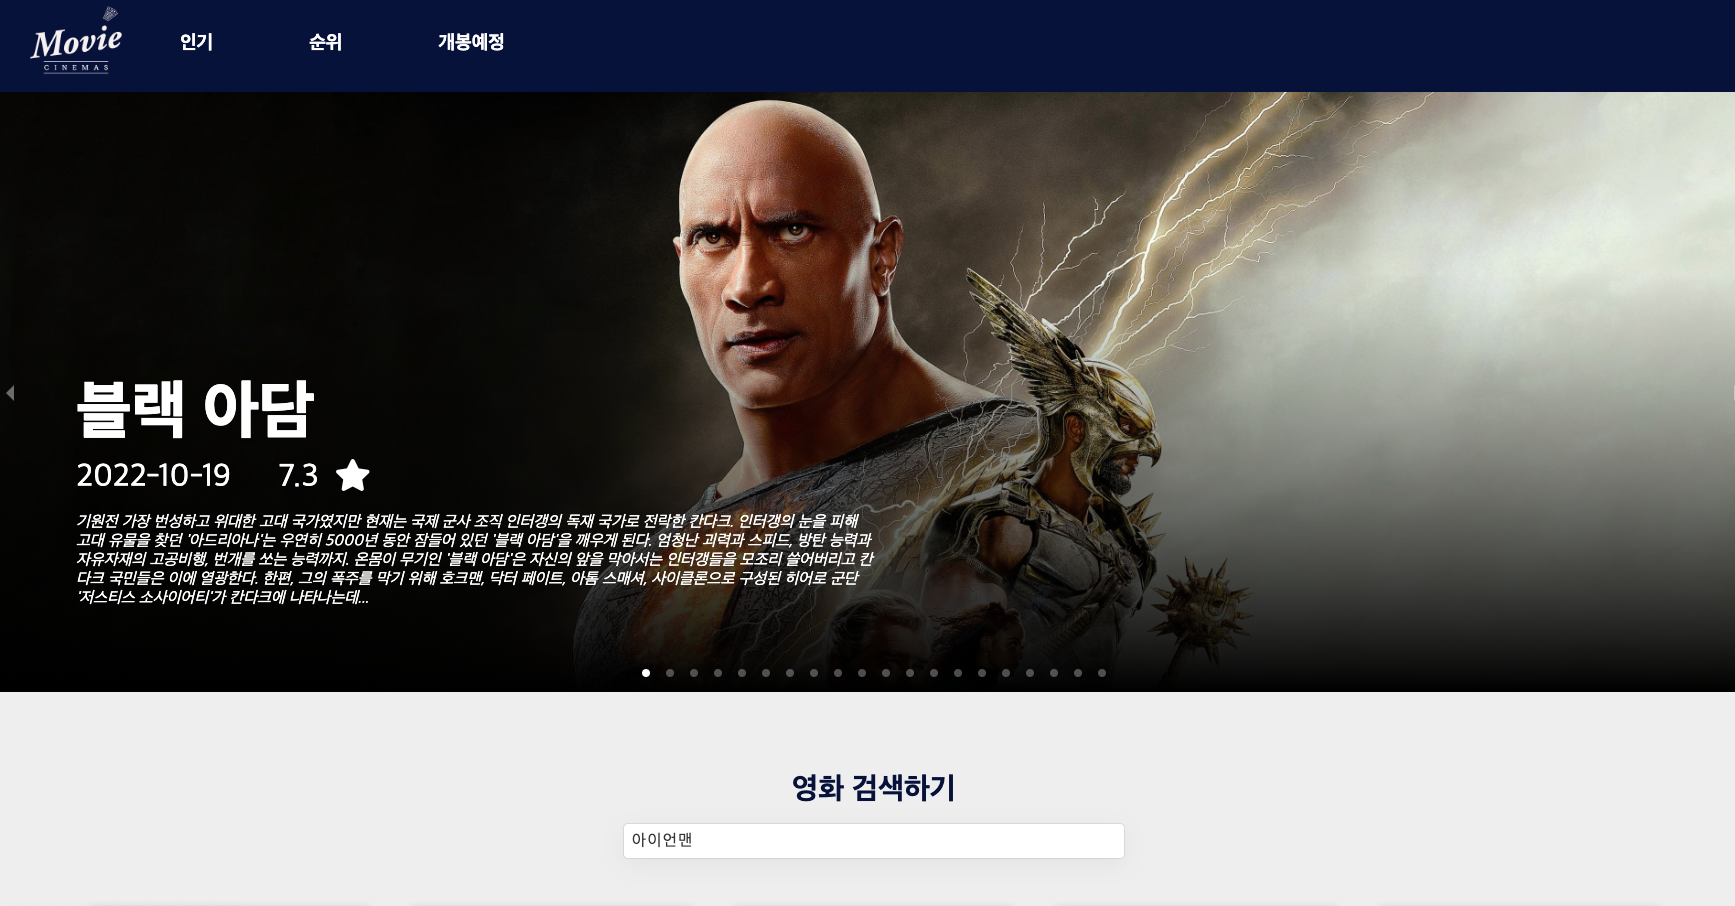 Movie
CINEMAS
인기
순위
개봉예정
블랙 아담
2022-10-19 7.3
기원전 가장 번성하고 위대한 고대 국가였지만 현재는 국제 군사 조직 인터갱의 독재 국가로 전락한 칸다크. 인터갱의 눈을 피해
고대 유물을 찾던 '아드리아나'는 우연히 5000년 동안 잠들어 있던 '블랙 아담'을 깨우게 된다. 엄청난 괴력과 스피드, 방탄 능력과
자유자재의 고공비행, 번개를 쏘는 능력까지. 온몸이 무기인 '블랙 아담'은 자신의 앞을 막아서는 인터갱들을 모조리 쓸어버리고 칸
다크 국민들은 이에 열광한다. 한편, 그의 폭주를 막기 위해 호크맨, 닥터 페이트, 아톰 스매셔, 사이클론으로 구성된 히어로 군단
'저스티스 소사이어티'가 칸다크에 나타나는데...
영화 검색하기
아이언맨